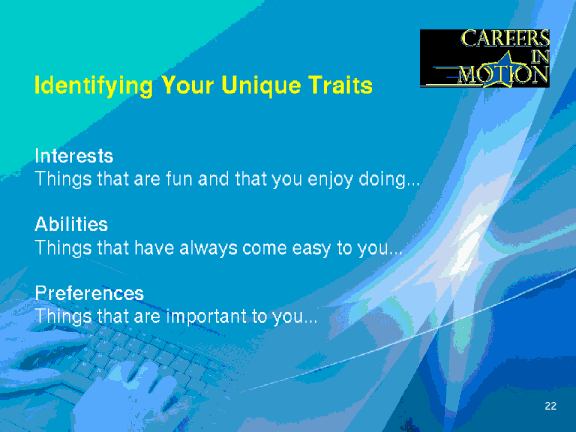 CAREERS
IN
MOTION
Identifying Your Unique Traits
Interests
Things that are fun and that you enjoy doing...
Abilities
Things that have always come easy to you...
Preferences
Things that are important to you...
22